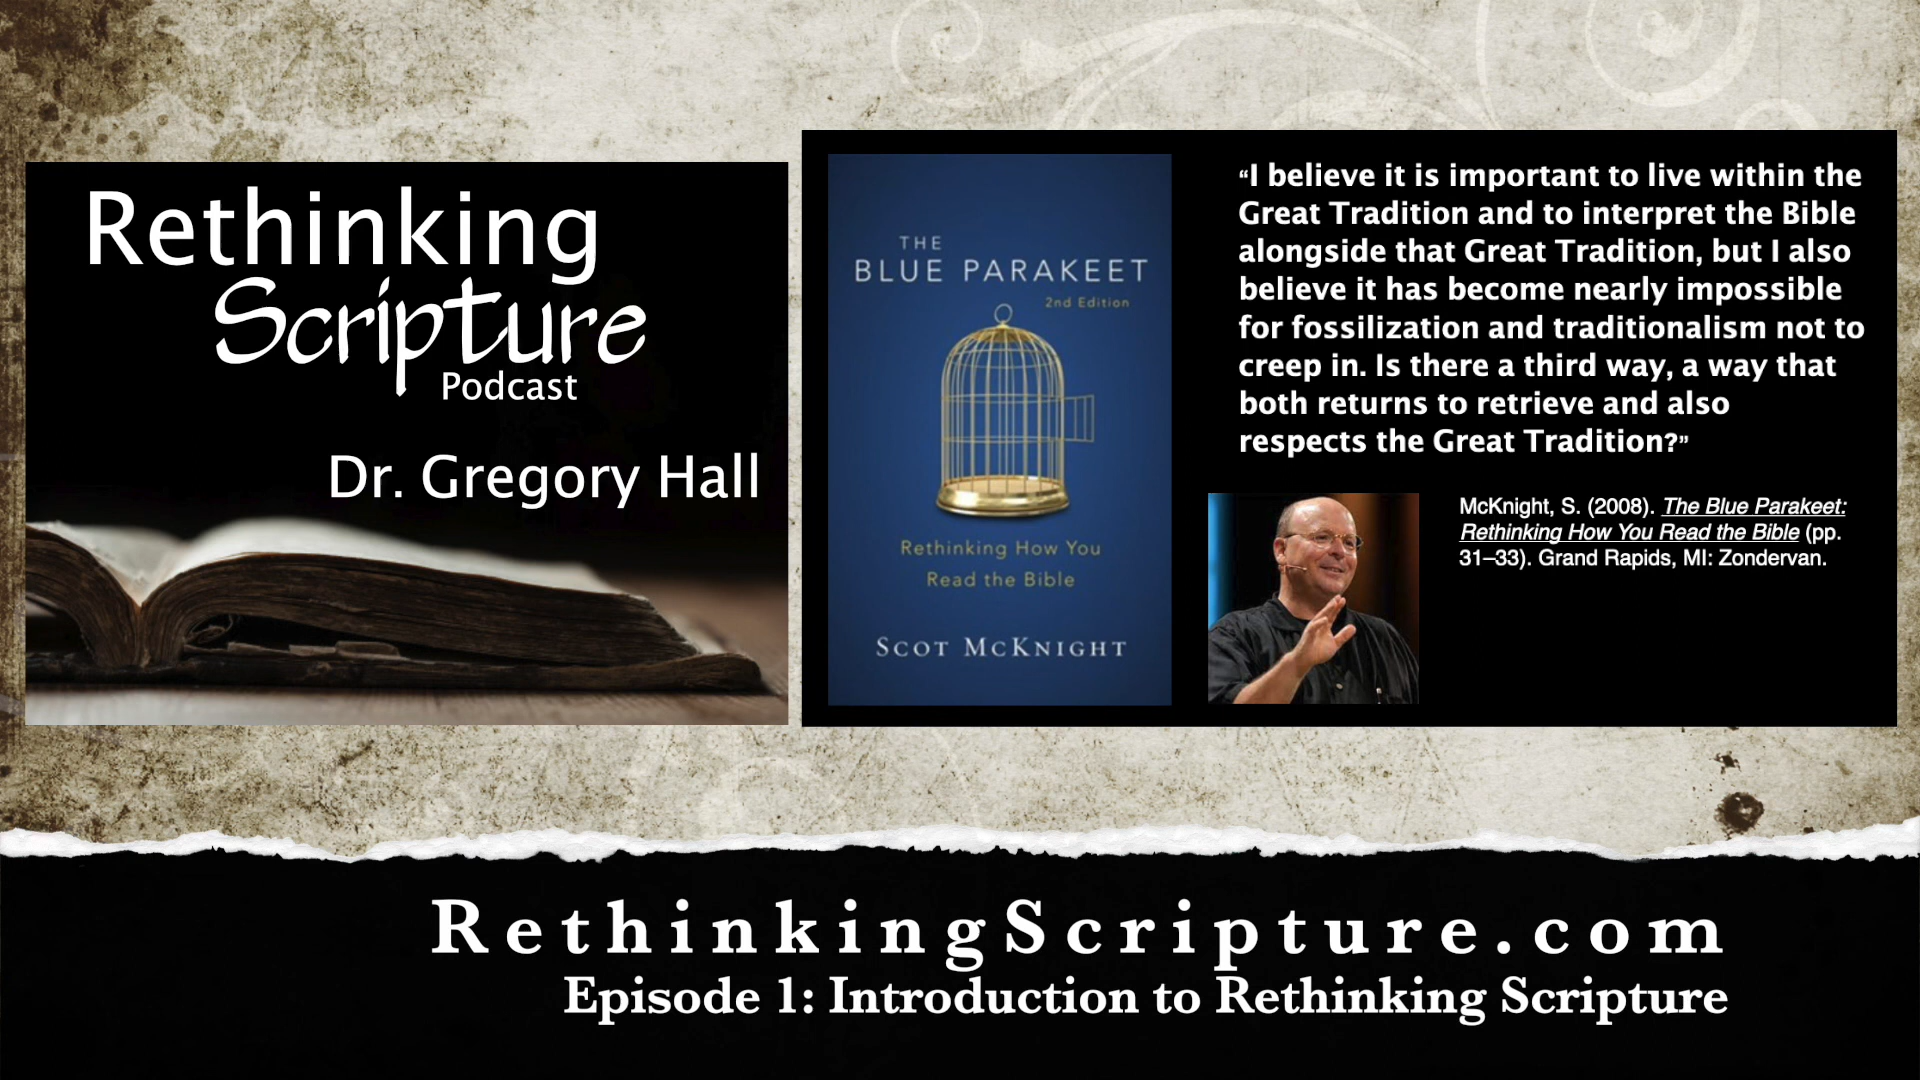 Rethinking
Scripture
Podcast
Dr. Gregory Hall
THE
BLUE PARAKEET
2nd Edition
Rethinking How You
Read the Bible
SCOT MCKNIGHT
“I believe it is important to live within the
Great Tradition and to interpret the Bible
alongside that Great Tradition, but I also
believe it has become nearly impossible
for fossilization and traditionalism not to
creep in. Is there a third way, a way that
both returns to retrieve and also
respects the Great Tradition?”
McKnight, S. (2008). The Blue Parakeet:
Rethinking How You Read the Bible (pp.
31–33). Grand Rapids, MI: Zondervan.
RethinkingScripture.com
Episode 1: Introduction to Rethinking Scripture